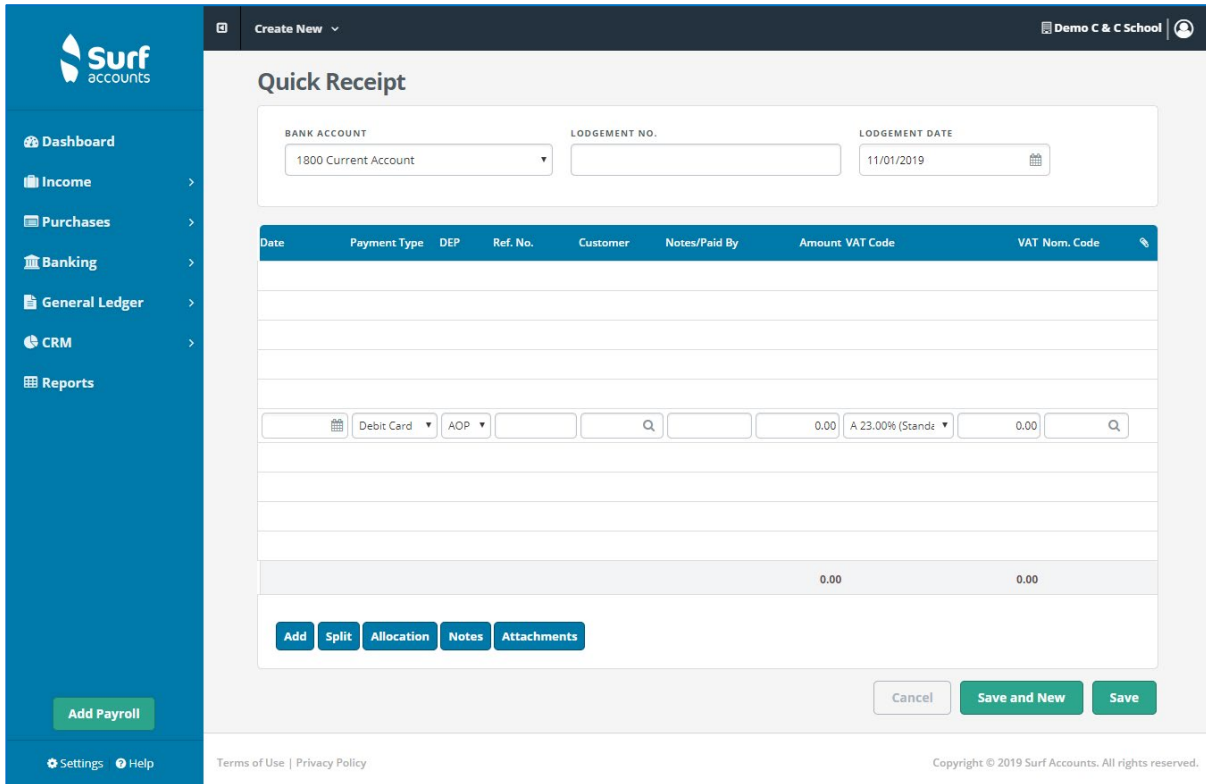 Surf
accounts
Dashboard
Income
Purchases
Banking
General Ledger
CRM
Reports
Add Payroll
Settings Help
Create New
Demo C & C School
Quick Receipt
BANK ACCOUNT LODGEMENT NO. LODGEMENT DATE
1800 Current Account 11/01/2019
Date Payment Type DEP Ref. No. Customer Notes/Paid By Amount VAT Code VAT Nom. Code
Debit Card AOP 0.00 A 23.00% (Standa 0.00
0.00 0.00
Add Split Allocation Notes Attachments
Cancel Save and New Save
Terms of Use | Privacy Policy Copyright © 2019 Surf Accounts. All rights reserved.